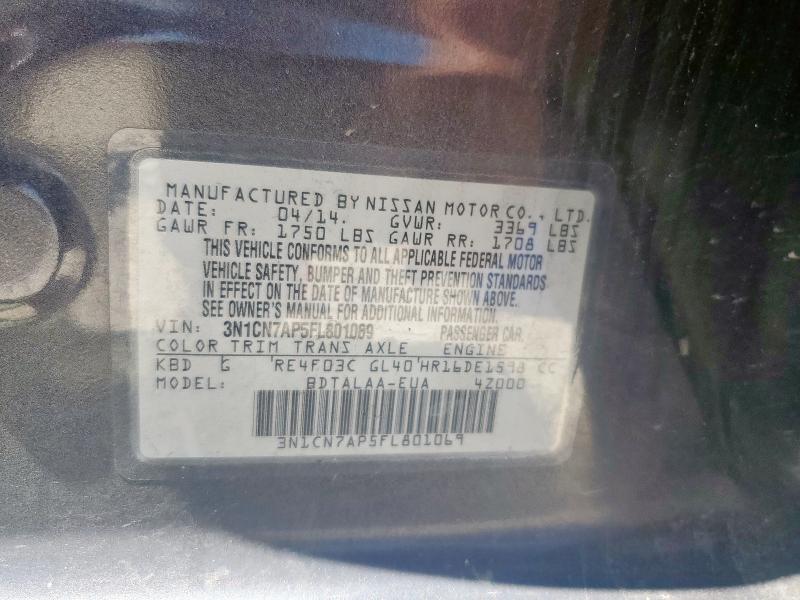 MANUFACTURED BY NISSAN MOTOR CO., LTD.
DATE: 04/14. GVWR: 3369 LBS
GAWR FR: 1750 LBS GAWR RR: 1708 LBS
THIS VEHICLE CONFORMS TO ALL APPLICABLE FEDERAL MOTOR
VEHICLE SAFETY, BUMPER AND THEFT PREVENTION STANDARDS
IN EFFECT ON THE DATE OF MANUFACTURE SHOWN ABOVE.
SEE OWNER'S MANUAL FOR ADDITIONAL INFORMATION.
VIN: 3N1CN7AP5FL801069 PASSENGER CAR
COLOR TRIM TRANS AXLE ENGINE
KBD G RE4F03C GL40 HR16DE1598 CC
MODEL: BDTALAA-EUA 4Z000
3N1CN7AP5FL801069